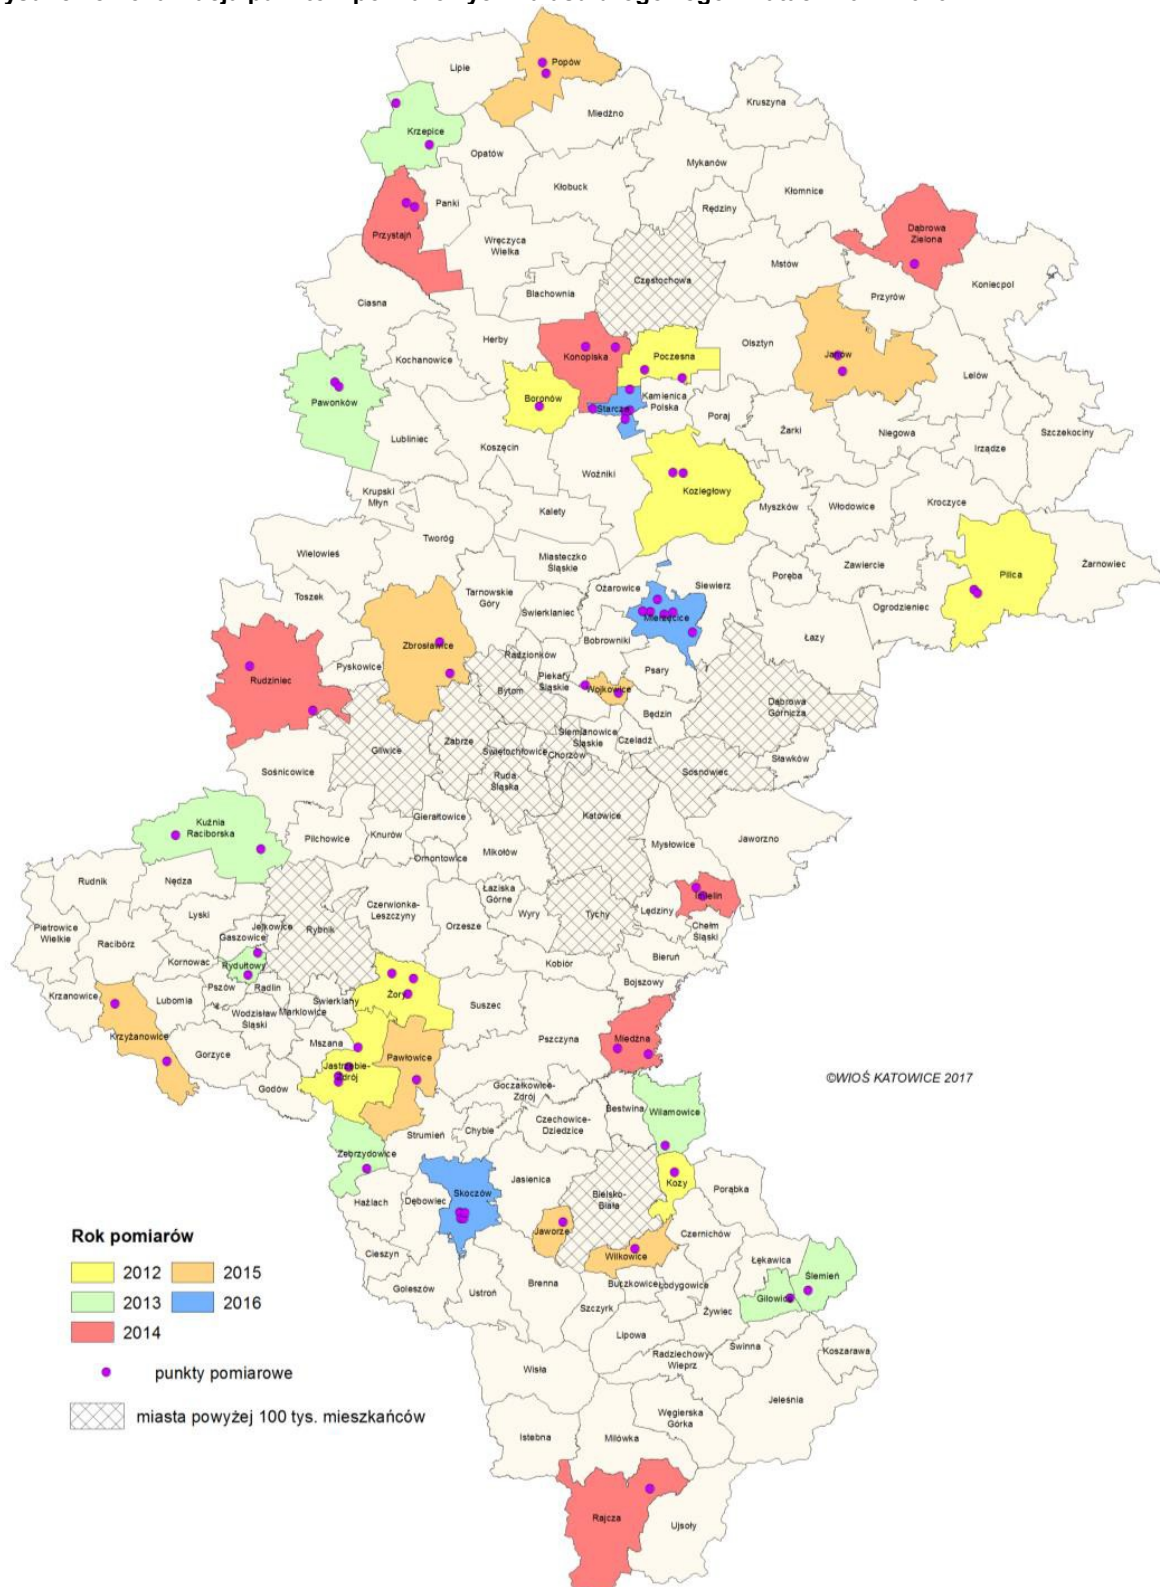 Popów
Lipie
Kruszyna
Miedźno
Krzepice
Opatów
Mykanów
Kłobuck
Kłomnice
Panki
Rędziny
Dąbrowa
Zielona
Przystajń
Wręczyca
Wielka
Mstów
Częstochowa
Koniecpol
Blachownia
Przyrów
Ciasna
Herby
Olsztyn
Konopiska
Poczesna
Janów
Kochanowice
Lelów
Boronów
Kamienica
Polska
Pawonków
Starcza
Poraj
Żarki
Niegowa
Szczekociny
Lubliniec
Koszęcin
Irządze
Woźniki
Koziegłowy
Krupski
Młyn
Kroczyce
Myszków
Włodowice
Kalety
Tworóg
Wielowieś
Miasteczko
Śląskie
Zawiercie
Żarnowiec
Poręba
Pilica
Siewierz
Ożarowice
Tarnowskie
Góry
Toszek
Ogrodzieniec
Świerklaniec
Mierzęcice
Łazy
Bobrowniki
Zbrosławice
Radzionków
Pyskowice
Psary
Rudziniec
Piekary
Śląskie
Bytom
Wojkowice
Dąbrowa
Górnicza
Będzin
Siemianowice
Śląskie
Czeladź
Zabrze
Gliwice
Świętochłowice
Chorzów
Sławków
Sośnicowice
Sosnowiec
Ruda
Śląska
Katowice
Gierałtowice
Kuźnia
Raciborska
Pilchowice
Knurów
Jaworzno
Mysłowice
Mikołów
Ornontowice
Rudnik
Nędza
Łaziska
Górne
Imielin
Czerwionka-
Leszczyny
Lędziny
Lyski
Wyry
Tychy
Orzesze
Chełm
Śląski
Pietrowice
Wielkie
Jejkowice
Rybnik
Gaszowice
Racibórz
Bieruń
Kornowac
Rydułtowy
Kobiór
Bojszowy
Krzanowice
Pszów
Radlin
Żory
Lubomia
Świerklany
Suszec
Wodzisław
Śląski
Marklowice
Krzyżanowice
Mszana
Pszczyna
Miedźna
Gorzyce
Pawłowice
Jastrzębie-
Zdrój
©WIOŚ KATOWICE 2017
Godów
Goczałkowice-
Zdrój
Bestwina
Wilamowice
Czechowice-
Dziedzice
Chybie
Strumień
Zebrzydowice
Jasienica
Kozy
Porąbka
Hażlach
Dębowiec
Skoczów
Bielsko-
Biała
Jaworze
Czernichów
Rok pomiarów
Cieszyn
Wilkowice
Łękawica
2012
2015
Ślemień
Brenna
Buczkowice
Łodygowice
Goleszów
Ustroń
Gilowice
2013
2016
Szczyrk
Żywiec
2014
Lipowa
Świnna
Radziechowy-
Wieprz
Koszarawa
Wisła
punkty pomiarowe
Jeleśnia
miasta powyżej 100 tys. mieszkańców
Węgierska
Górka
Istebna
Milówka
Rajcza
Ujsoły